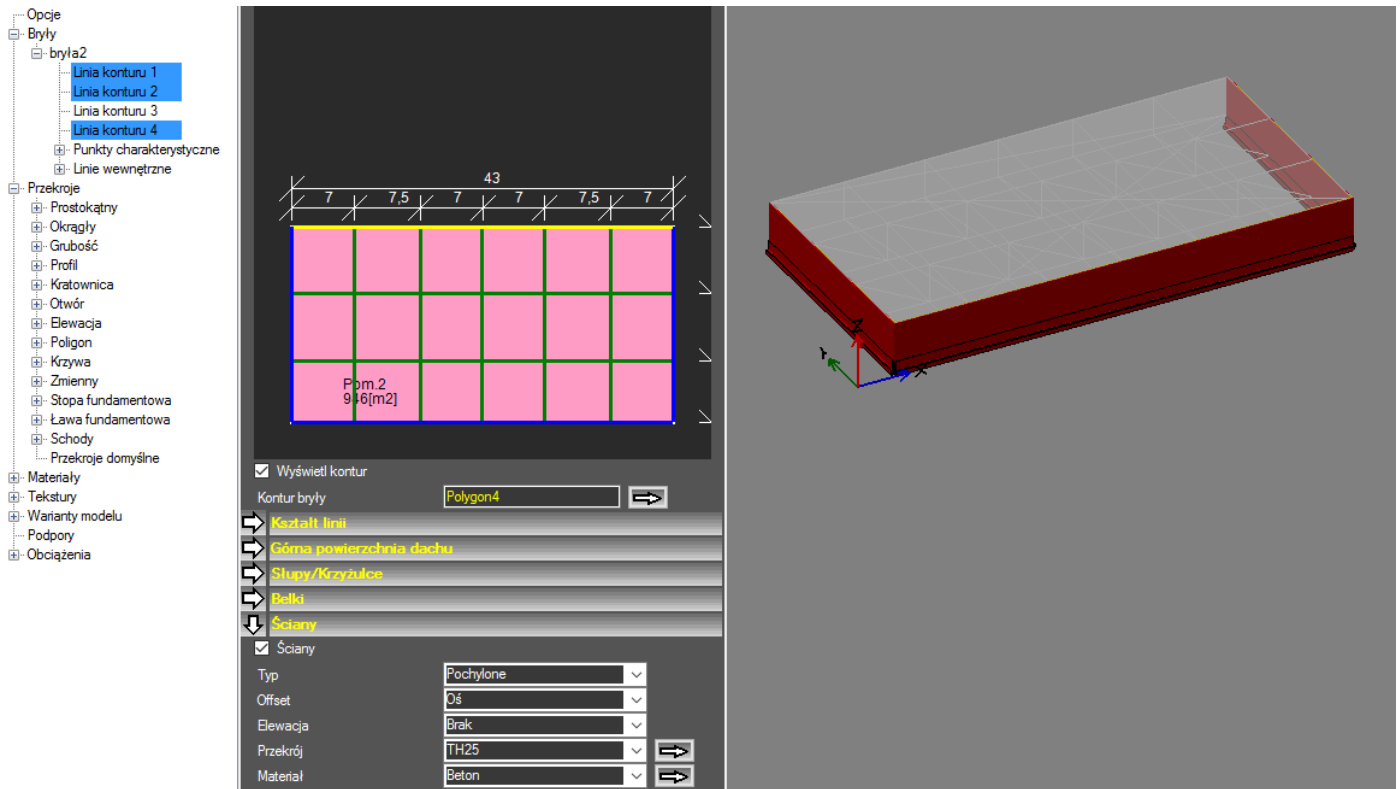 Opcje
Bryły
bryła2
Linia konturu 1
Linia konturu 2
Linia konturu 3
Linia konturu 4
Punkty charakterystyczne
Linie wewnętrzne
Przekroje
Prostokątny
Okrągły
Grubość
Profil
Kratownica
Otwór
Elewacja
Poligon
Krzywa
Zmienny
Stopa fundamentowa
Ława fundamentowa
Schody
Przekroje domyślne
Materiały
Tekstury
Warianty modelu
Podpory
Obciążenia
43
7 7,5 7 7 7,5 7
Pom.2
946[m2]
Wyświetl kontur
Kontur bryły Polygon4
Kształt linii
Górna powierzchnia dachu
Słupy/Krzyżulce
Belki
Ściany
Ściany
Typ Pochylone
Offset Oś
Elewacja Brak
Przekrój TH25
Materiał Beton
Z
Y
X